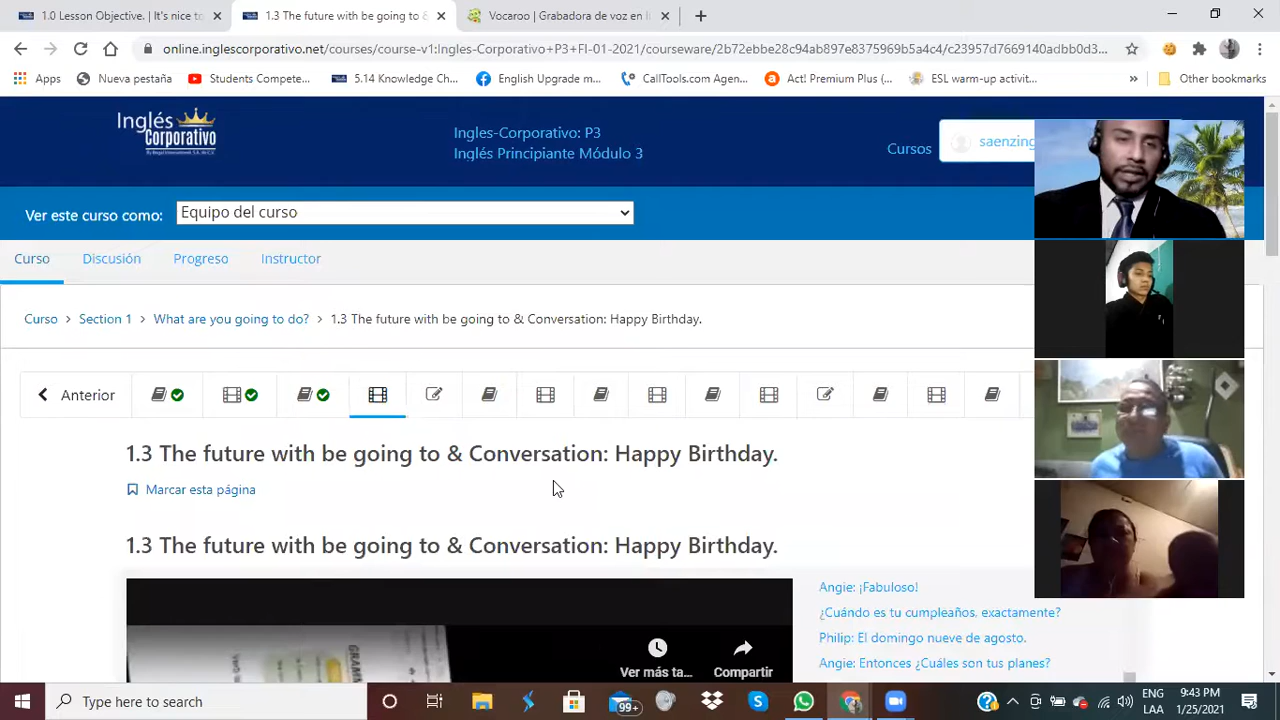 1.0 Lesson Objective. I't's nice to
1.3 The future with be going to &
Vocaroo | Grabadora de voz en lí
online.inglescorporativo.net/courses/course-v1:Ingles-Corporativo+P3+FI-01-2021/courseware/2b72ebbe28c94ab897e8375969b5a4c4/c23957d7669140adbb0d3...
Apps
Nueva pestaña
Students Compete...
5.14 Knowledge Ch...
English Upgrade m...
CallTools.com Agen...
Act! Premium Plus (...
ESL warm-up activit...
»
Other bookmarks
Inglés
Corporativo
Ingles-Corporativo: P3
Inglés Principiante Módulo 3
Cursos
saenzing
Ver este curso como:
Equipo del curso
Curso
Discusión
Progreso
Instructor
Curso > Section 1 > What are you going to do? > 1.3 The future with be going to & Conversation: Happy Birthday.
Anterior
1.3 The future with be going to & Conversation: Happy Birthday.
Marcar esta página
1.3 The future with be going to & Conversation: Happy Birthday.
Angie: ¡Fabuloso!
¿Cuándo es tu cumpleaños, exactamente?
Philip: El domingo nueve de agosto.
Angie: Entonces ¿Cuáles son tus planes?
Ver más ta...
Compartir
Type here to search
99+
ENG
LAA
9:43 PM
1/25/2021